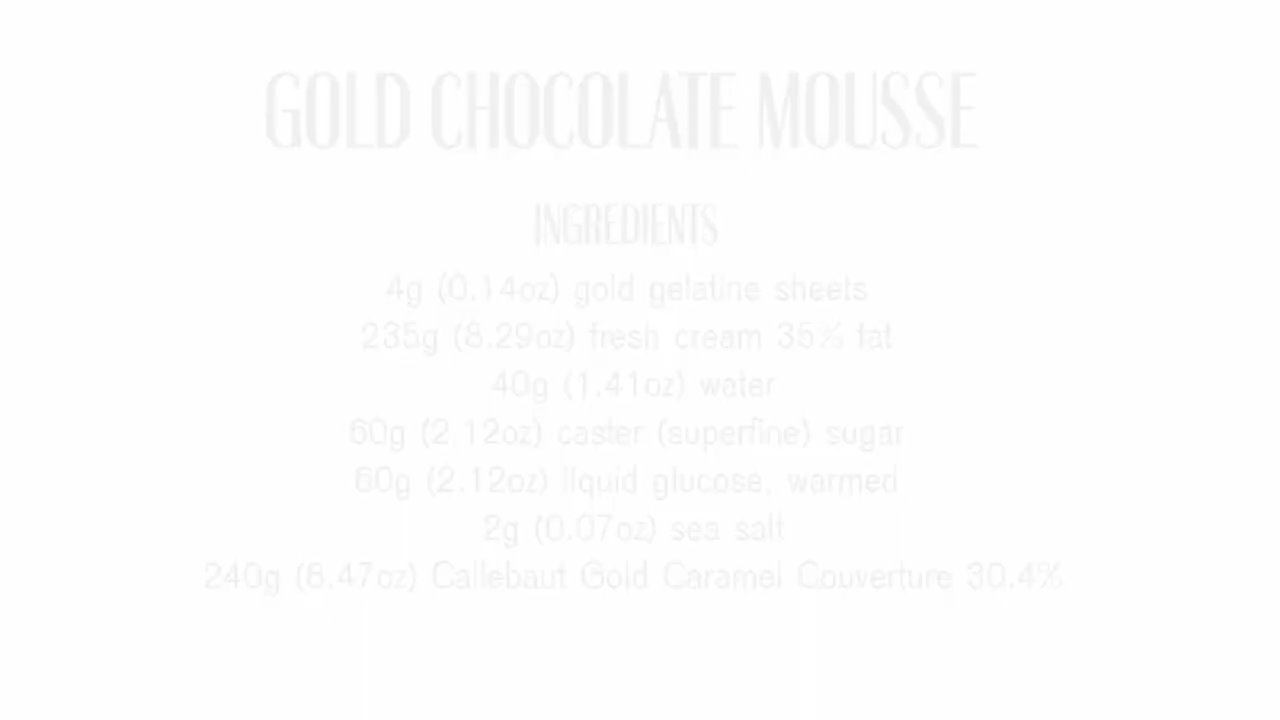 GOLD CHOCOLATE MOUSSE
INGREDIENTS
4g (0.14oz) gold gelatine sheets
235g (8.29oz) fresh cream 35% fat
40g (1.41oz) water
60g (2.12oz) caster (superfine) sugar
60g (2.12oz) liquid glucose, warmed
2g (0.07oz) sea salt
240g (8.47oz) Callebaut Gold Caramel Couverture 30.4%